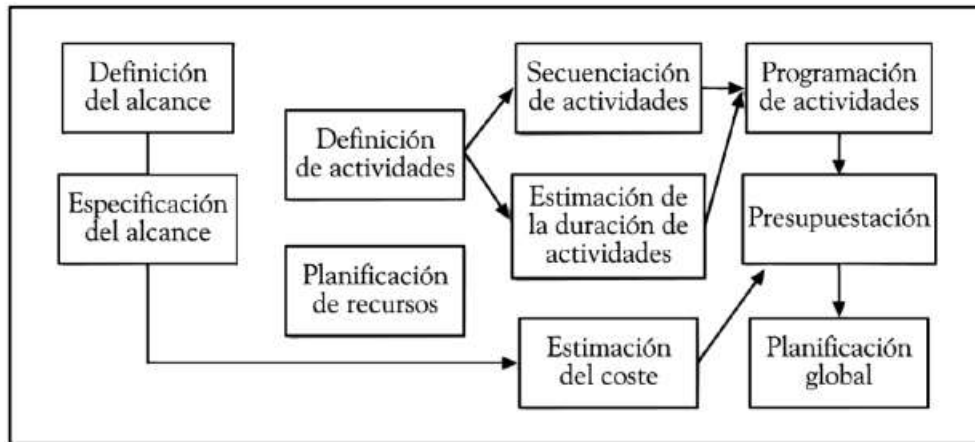 Definición
del alcance
Especificación
del alcance
Definición
de actividades
Planificación
de recursos
Secuenciación
de actividades
Estimación de
la duración de
actividades
Estimación
del coste
Programación
de actividades
Presupuestación
Planificación
global